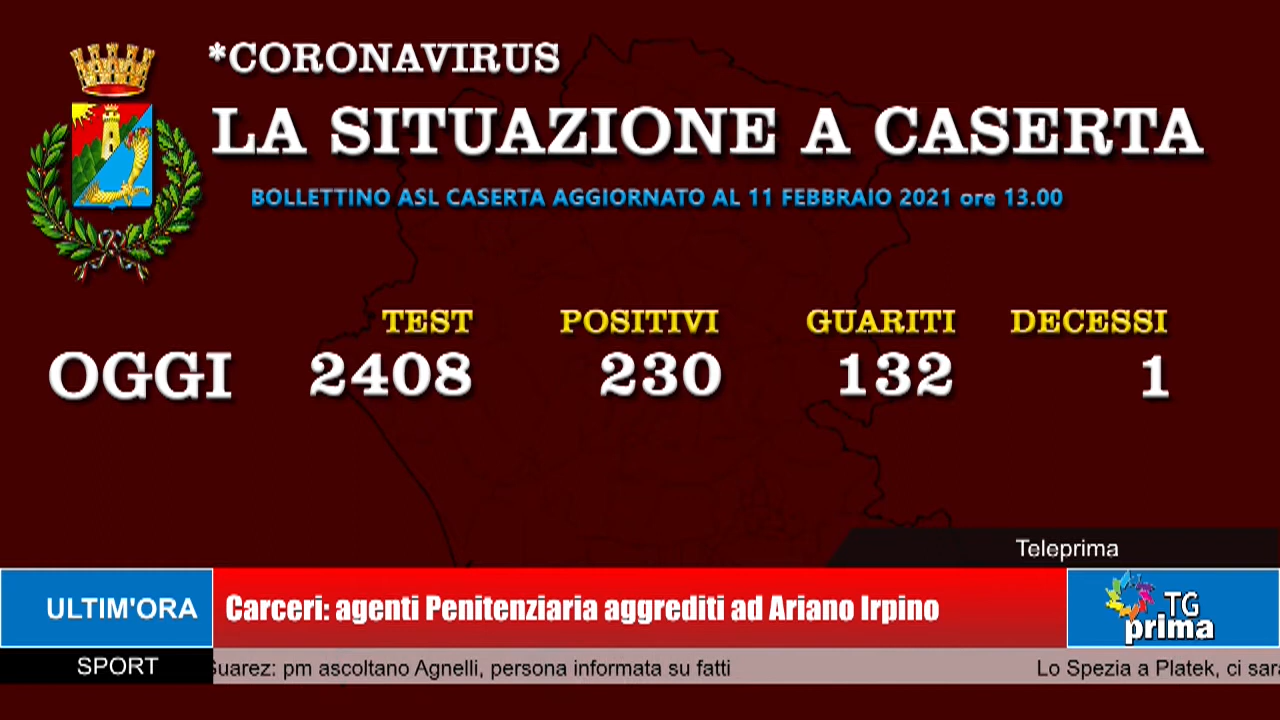 *CORONAVIRUS
LA SITUAZIONE A CASERTA
BOLLETTINO ASL CASERTA AGGIORNATO AL 11 FEBBRAIO 2021 ore 13.00
TEST POSITIVI GUARITI DECESSI
OGGI 2408 230 132 1
Teleprima
ULTIM'ORA Carceri: agenti Penitenziaria aggrediti ad Ariano Irpino
TG prima
SPORT Suarez: pm ascoltano Agnelli, persona informata su fatti Lo Spezia a Platek, ci